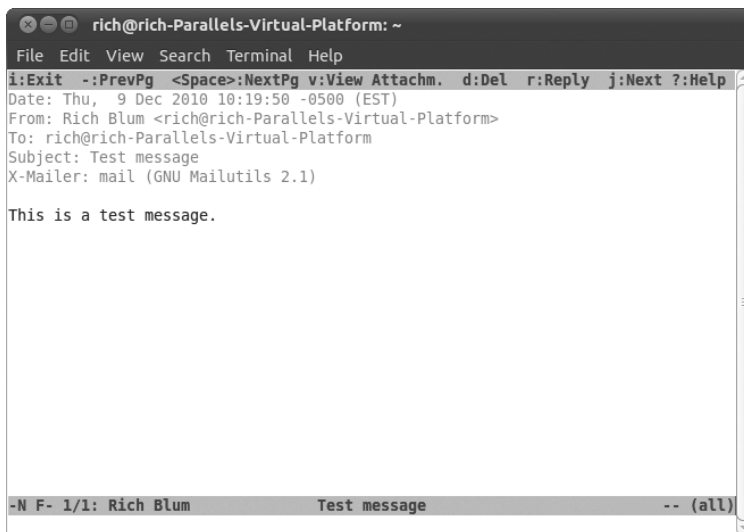 rich@rich-Parallels-Virtual-Platform: ~
File Edit View Search Terminal Help
i:Exit -:PrevPg <Space>:NextPg v:View Attachm. d:Del r:Reply j:Next ?:Help
Date: Thu, 9 Dec 2010 10:19:50 -0500 (EST)
From: Rich Blum <rich@rich-Parallels-Virtual-Platform>
To: rich@rich-Parallels-Virtual-Platform
Subject: Test message
X-Mailer: mail (GNU Mailutils 2.1)
This is a test message.
-N F- 1/1: Rich Blum Test message -- (all)